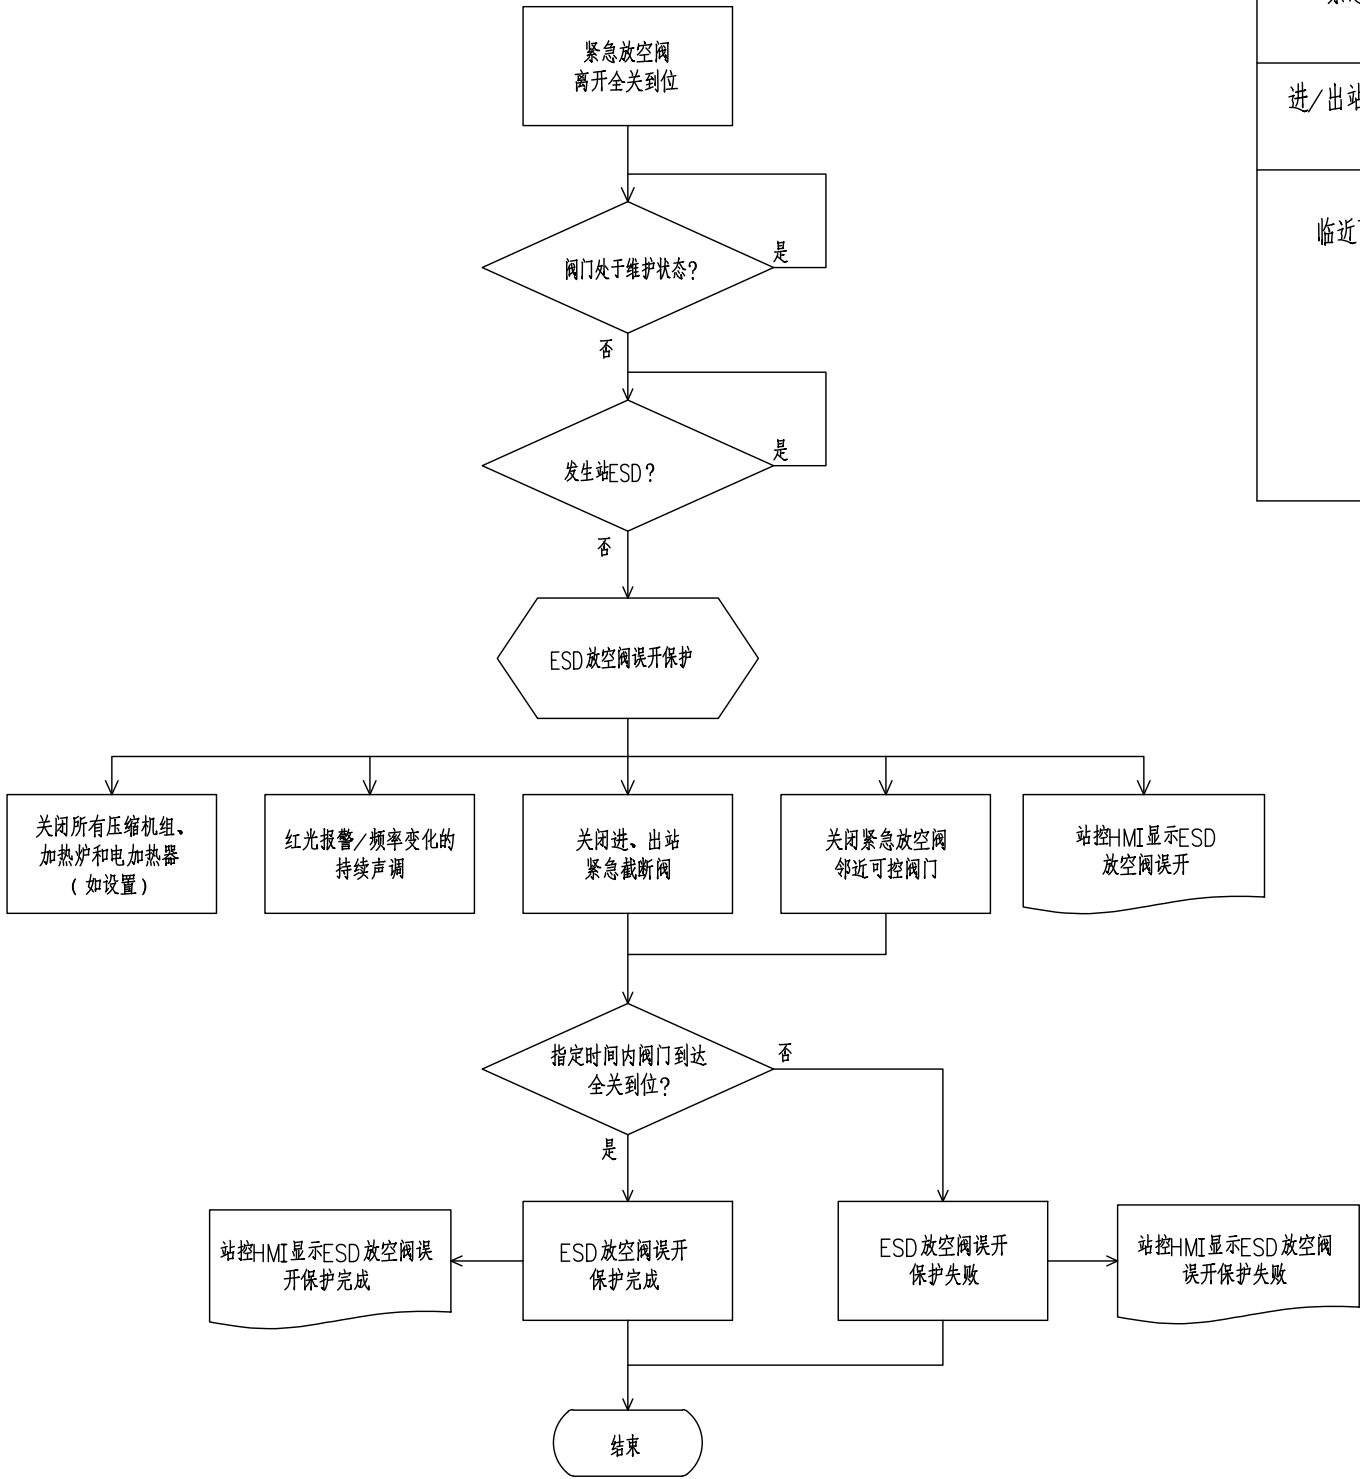 紧急放空阀
离开全关到位
进/出站
临近
阀门处于维护状态?
是
否
发生站ESD?
是
否
ESD放空阀误开保护
关闭所有压缩机组、
加热炉和电加热器
(如设置)
红光报警/频率变化的
持续声调
关闭进、出站
紧急截断阀
关闭紧急放空阀
邻近可控阀门
站控HMI显示ESD
放空阀误开
指定时间内阀门到达
全关到位?
否
是
站控HMI显示ESD放空阀误
开保护完成
ESD放空阀误开
保护完成
ESD放空阀误开
保护失败
站控HMI显示ESD放空阀
误开保护失败
结束